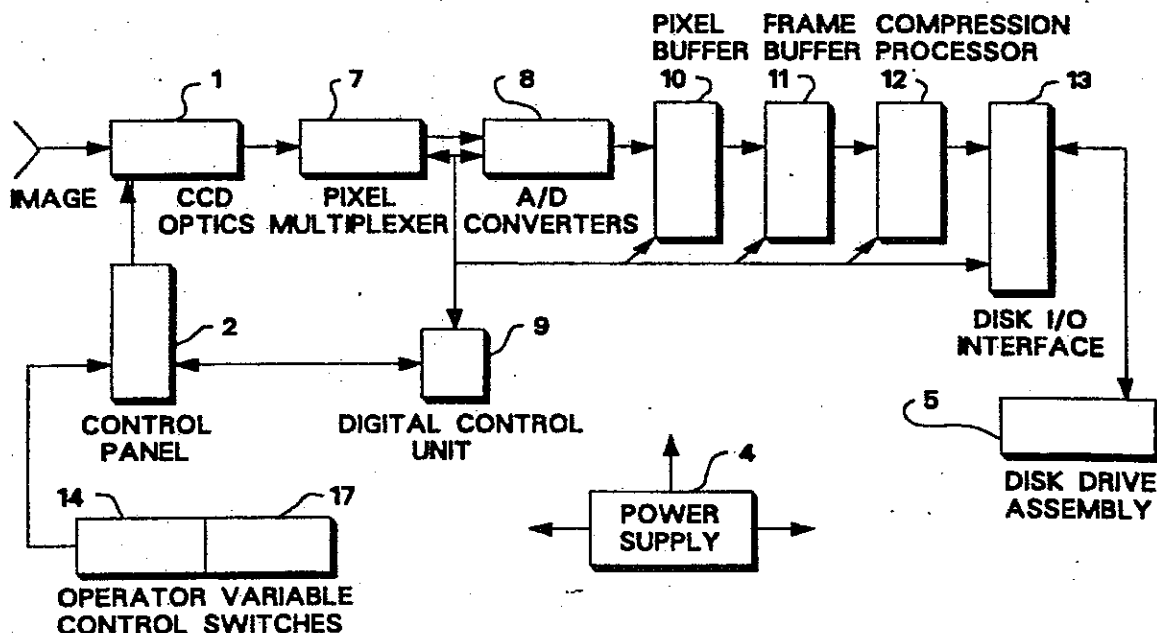 PIXEL BUFFER
FRAME BUFFER
COMPRESSION PROCESSOR
1
7
8
10
11
12
13
IMAGE
CCD OPTICS
PIXEL MULTIPLEXER
A/D CONVERTERS
2
9
DISK I/O
INTERFACE
CONTROL
PANEL
DIGITAL CONTROL
UNIT
5
4
14
17
POWER
SUPPLY
DISK DRIVE
ASSEMBLY
OPERATOR VARIABLE
CONTROL SWITCHES